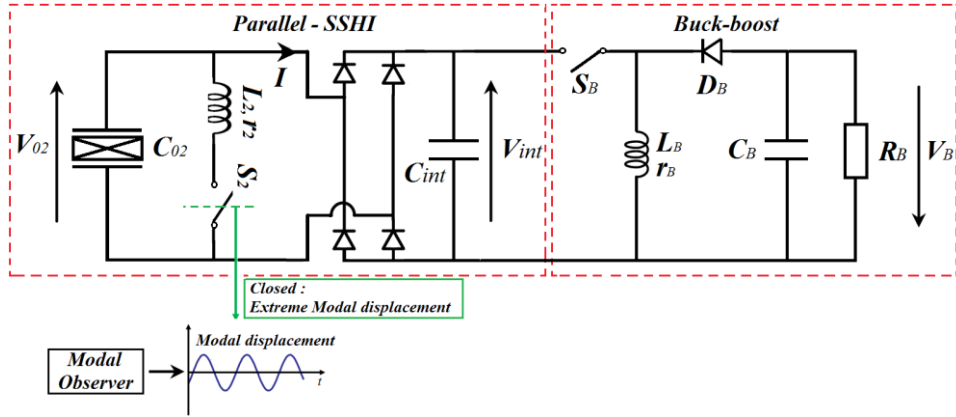 Parallel - SSHI
Buck-boost
I
L2, r2
S2
V02
C02
Cint
Vint
SB
DB
LB
rB
CB
RB
VB
Closed :
Extreme Modal displacement
Modal displacement
t
Modal
Observer